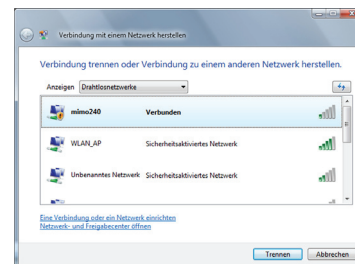 Verbindung mit einem Netzwerk herstellen
Verbindung trennen oder Verbindung zu einem anderen Netzwerk herstellen.
Anzeigen Drahtlosnetzwerke
mimo240 Verbunden
WLAN_AP Sicherheitsaktiviertes Netzwerk
Unbenanntes Netzwerk Sicherheitsaktiviertes Netzwerk
Eine Verbindung oder ein Netzwerk einrichten
Netzwerk- und Freigabecenter öffnen
Trennen Abbrechen